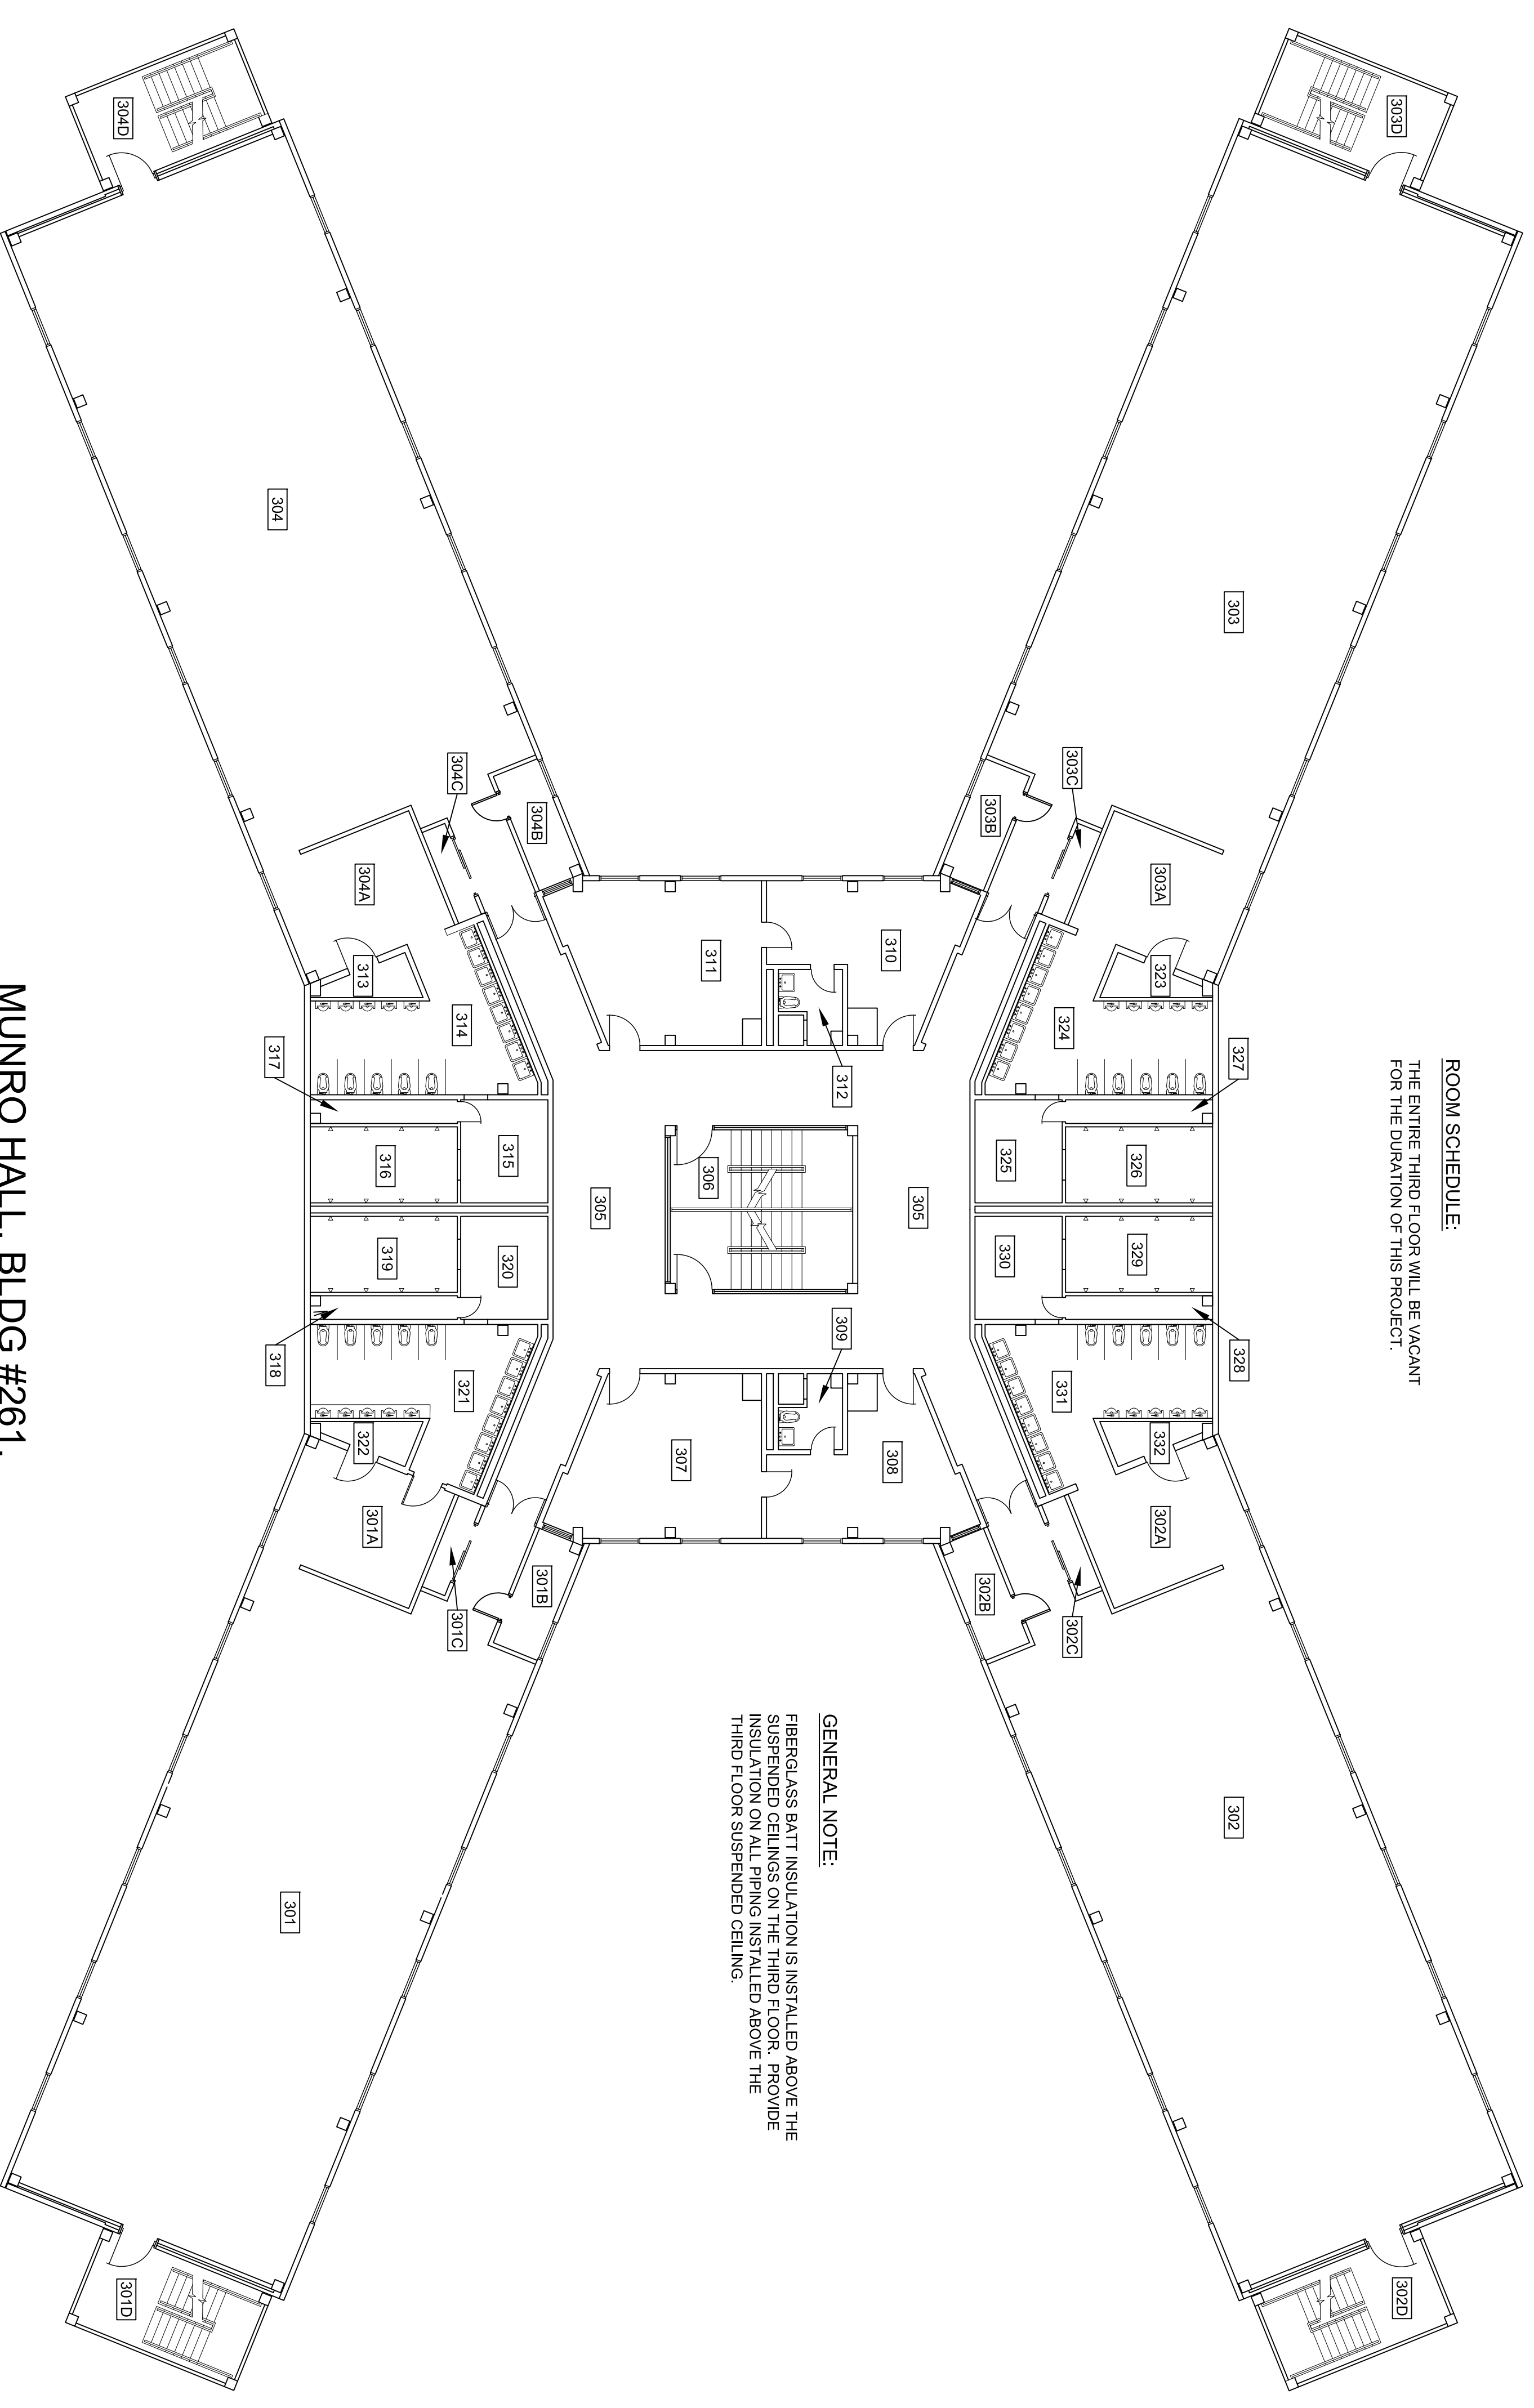 ROOM SCHEDULE:
THE ENTIRE THIRD FLOOR WILL BE VACANT
FOR THE DURATION OF THIS PROJECT.
303D
303
303C
303B
303A
323
324
327
326
325
328
329
330
331
332
302A
302B
302C
302
302D
310
311
312
305
306
305
309
308
307
GENERAL NOTE:
FIBERGLASS BATT INSULATION IS INSTALLED ABOVE THE
SUSPENDED CEILINGS ON THE THIRD FLOOR. PROVIDE
INSULATION ON ALL PIPING INSTALLED ABOVE THE
THIRD FLOOR SUSPENDED CEILING.
304D
304
304C
304B
304A
313
314
317
316
315
319
320
318
321
322
301A
301B
301C
301
301D
MUNRO HALL, BLDG #261,